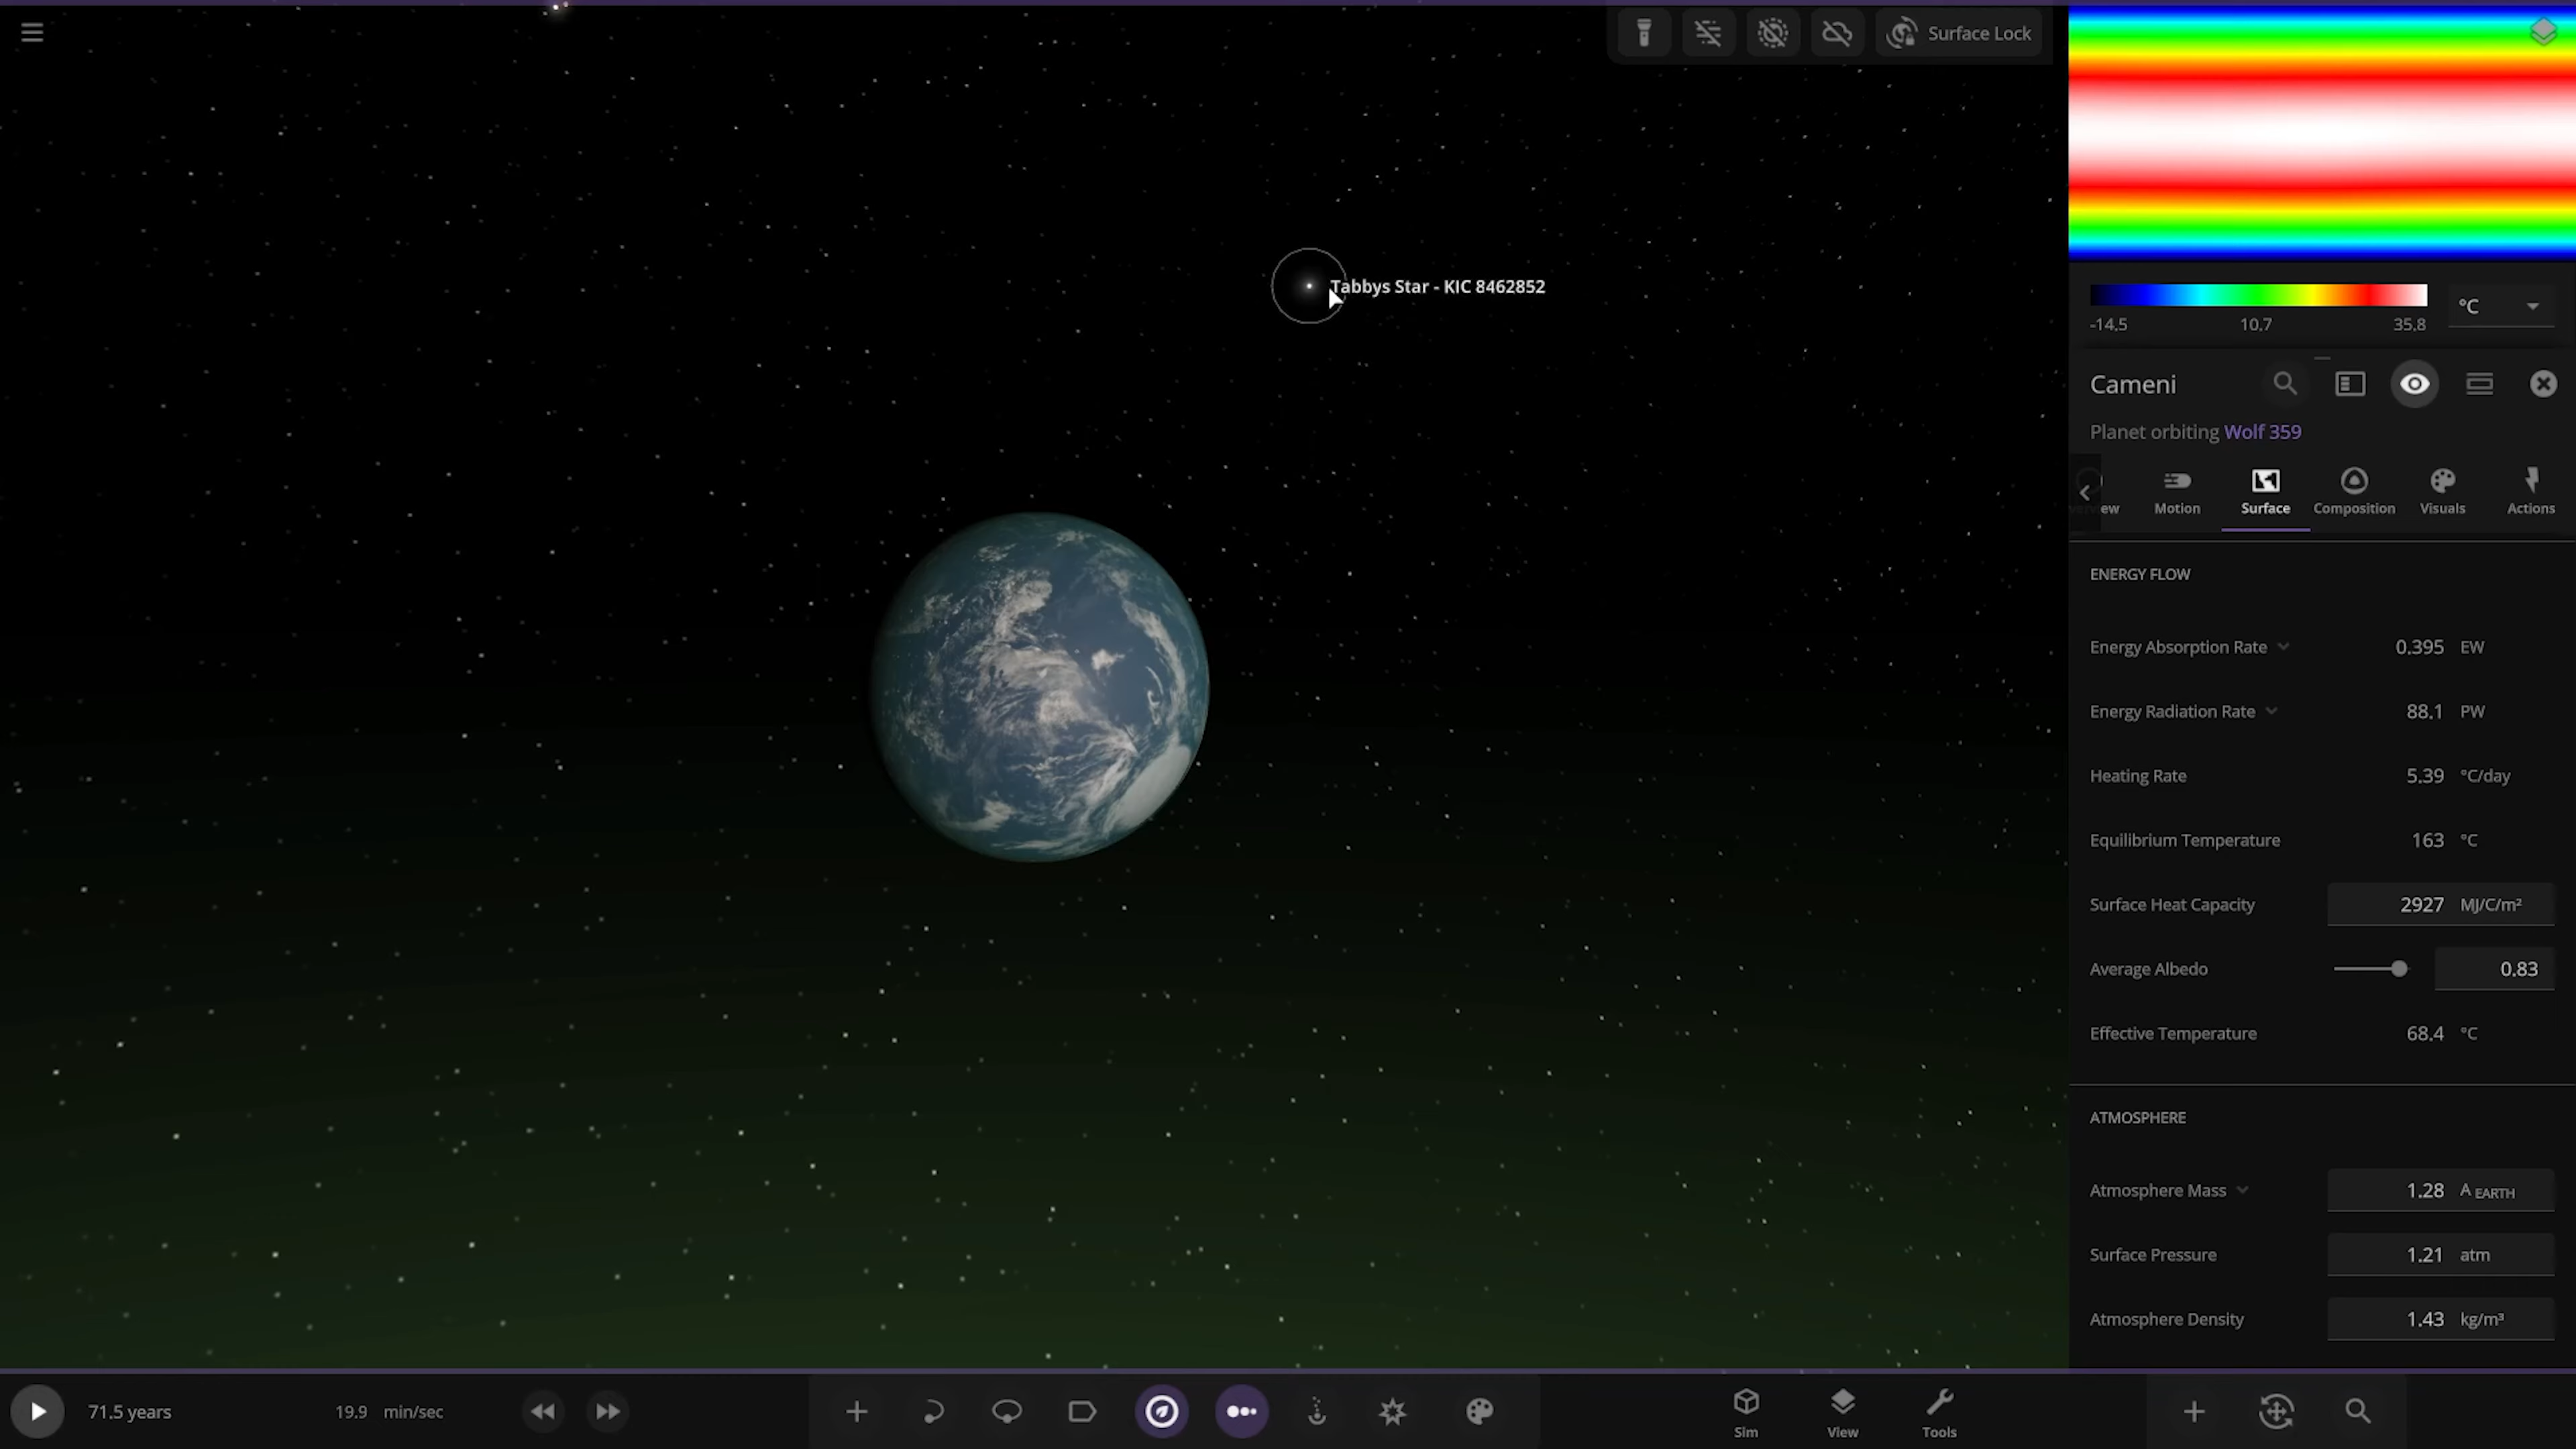 Surface Lock
Tabbys Star - KIC 8462852
-14.5 10.7 35.8 °C
Cameni
Planet orbiting Wolf 359
Motion Surface Composition Visuals Actions
ENERGY FLOW
Energy Absorption Rate 0.395 EW
Energy Radiation Rate 88.1 PW
Heating Rate 5.39 °C/day
Equilibrium Temperature 163 °C
Surface Heat Capacity 2927 MJ/C/m²
Average Albedo 0.83
Effective Temperature 68.4 °C
ATMOSPHERE
Atmosphere Mass 1.28 A EARTH
Surface Pressure 1.21 atm
Atmosphere Density 1.43 kg/m³
71.5 years 19.9 min/sec
Sim View Tools